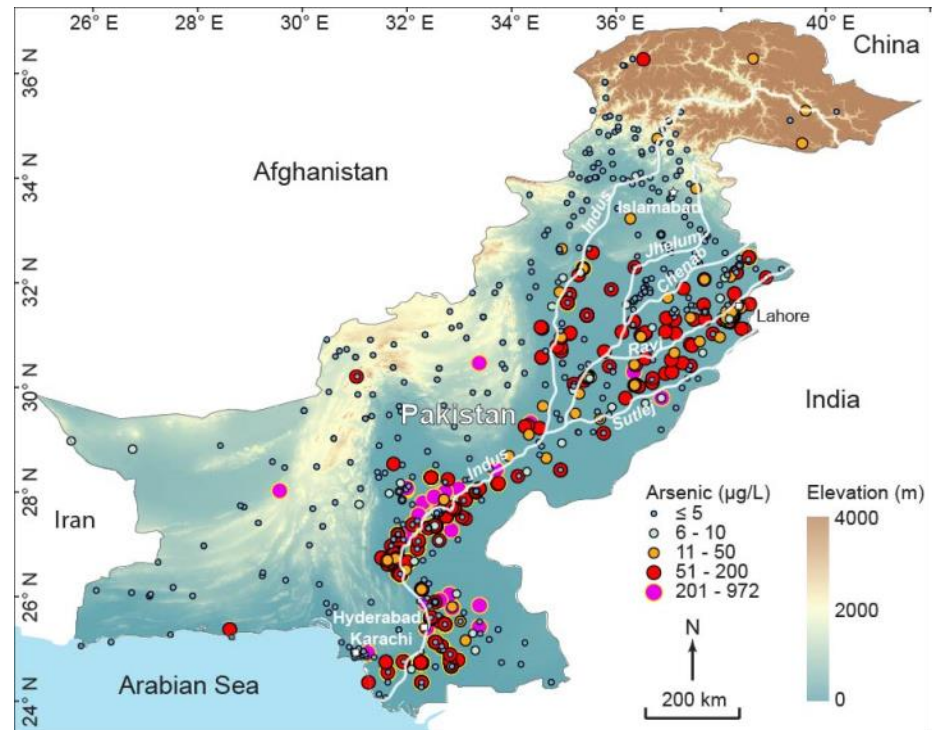 26° E 28° E 30° E 32° E 34° E 36° E 38° E 40° E
China
36° N
Afghanistan
34° N
Indus
Islamabad
Jhelum
Chenab
32° N
Lahore
Ravi
30° N
Pakistan
Sutlej
India
Indus
28° N
Iran
Arsenic (µg/L)
≤ 5
6 - 10
11 - 50
51 - 200
201 - 972
Elevation (m)
4000
2000
0
26° N
Hyderabad
Karachi
N
200 km
Arabian Sea
24° N